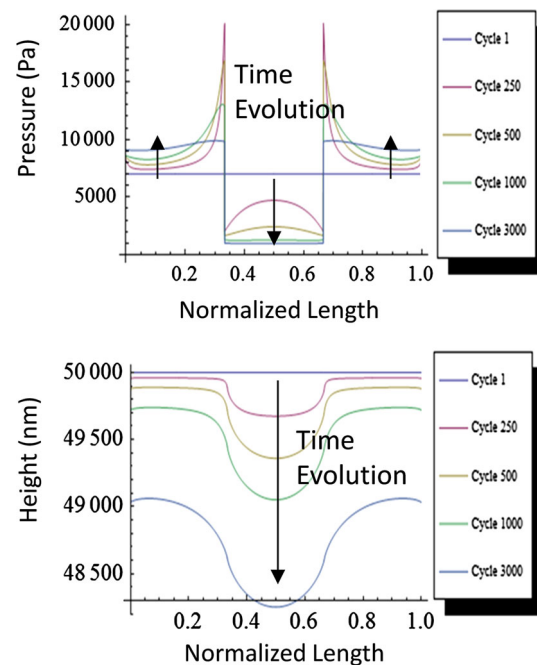 20 000
15 000
10 000
5000
Pressure (Pa)
Time
Evolution
0.2 0.4 0.6 0.8 1.0
Normalized Length
Cycle 1
Cycle 250
Cycle 500
Cycle 1000
Cycle 3000
50 000
49 500
49 000
48 500
Height (nm)
Time
Evolution
0.2 0.4 0.6 0.8 1.0
Normalized Length
Cycle 1
Cycle 250
Cycle 500
Cycle 1000
Cycle 3000